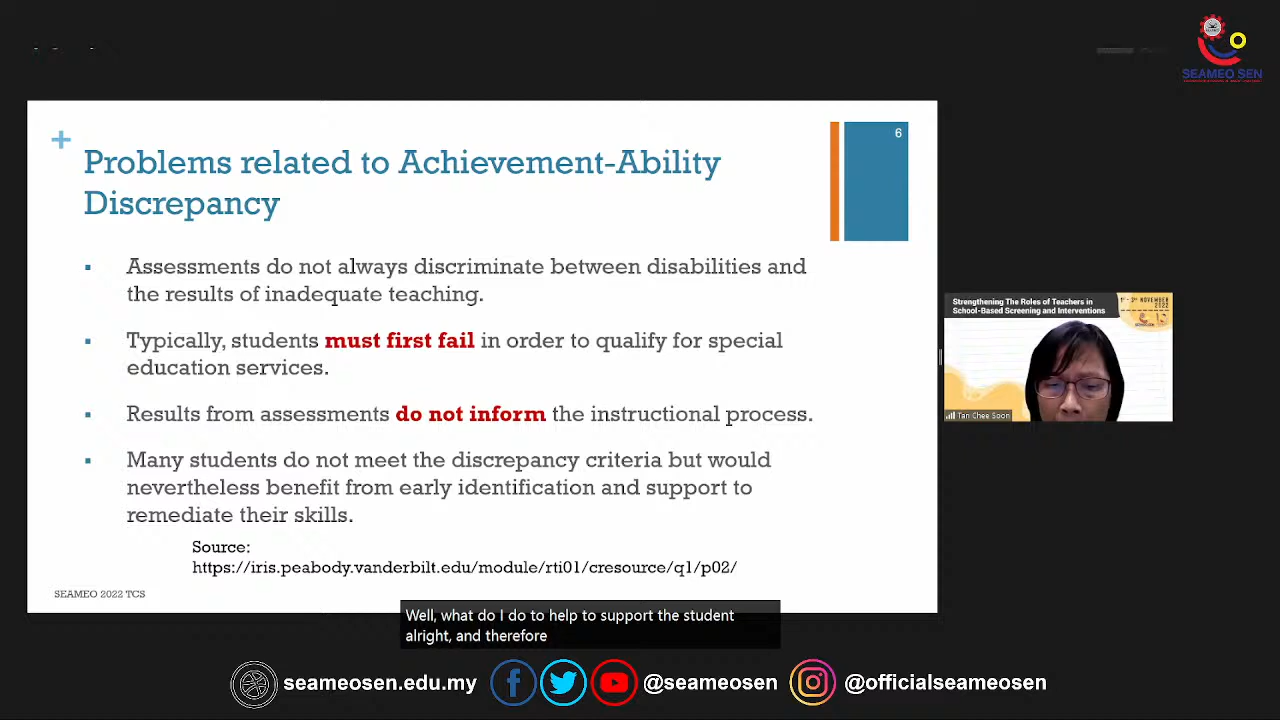 SEAMEO SEN
6
+
Problems related to Achievement-Ability
Discrepancy
▪ Assessments do not always discriminate between disabilities and
the results of inadequate teaching.
▪ Typically, students must first fail in order to qualify for special
education services.
▪ Results from assessments do not inform the instructional process.
▪ Many students do not meet the discrepancy criteria but would
nevertheless benefit from early identification and support to
remediate their skills.
Source:
https://iris.peabody.vanderbilt.edu/module/rti01/cresource/q1/p02/
SEAMEO 2022 TCS
Strengthening The Roles of Teachers in
School-Based Screening and Interventions
1ST - 3RD NOVEMBER
2022
Tan Chee Soon
Well, what do I do to help to support the student
alright, and therefore
seameosen.edu.my
@seameosen
@officialseameosen